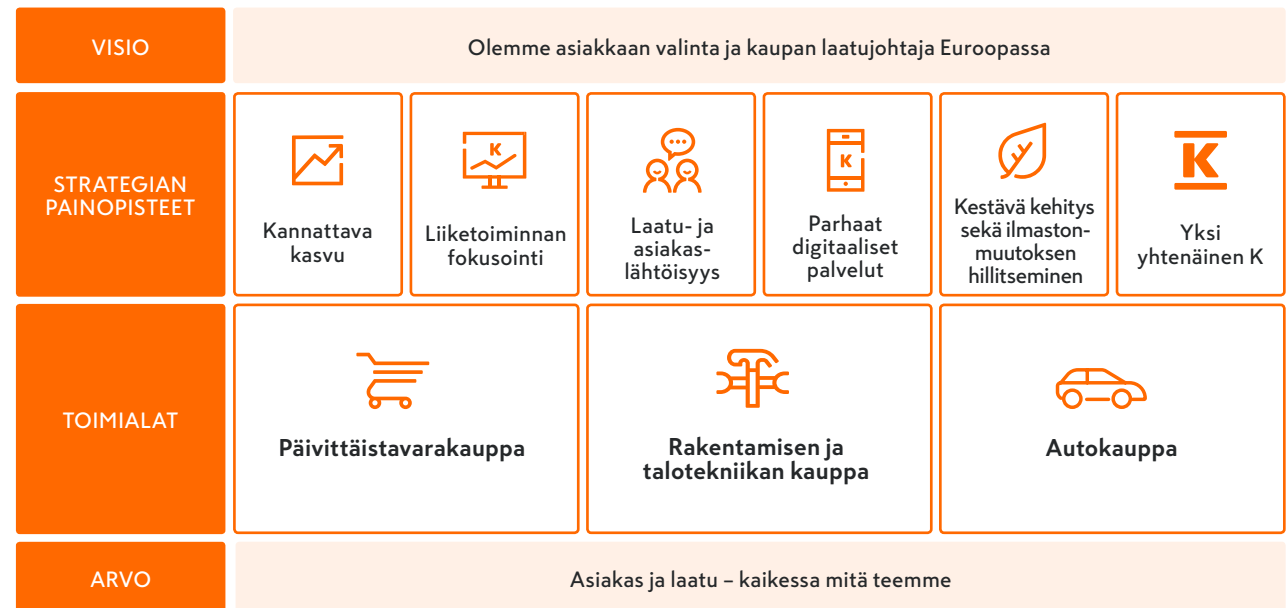 VISIO
Olemme asiakkaan valinta ja kaupan laatujohtaja Euroopassa
STRATEGIAN
PAINOPISTEET
Kannattava
kasvu
K
Liiketoiminnan
fokusointi
Laatu- ja
asiakas-
lähtöisyys
K
Parhaat
digitaaliset
palvelut
Kestävä kehitys
sekä ilmaston-
muutoksen
hillitseminen
K
Yksi
yhtenäinen K
TOIMIALAT
Päivittäistavarakauppa
Rakentamisen ja
talotekniikan kauppa
Autokauppa
ARVO
Asiakas ja laatu – kaikessa mitä teemme